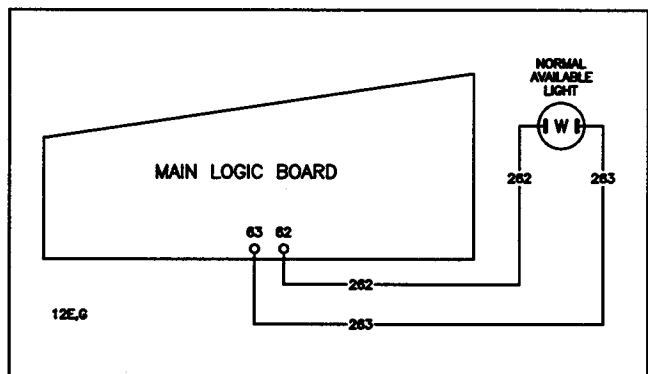 NORMAL
AVAILABLE
LIGHT
W
MAIN LOGIC BOARD
262 263
63 62
262
263
12E,G